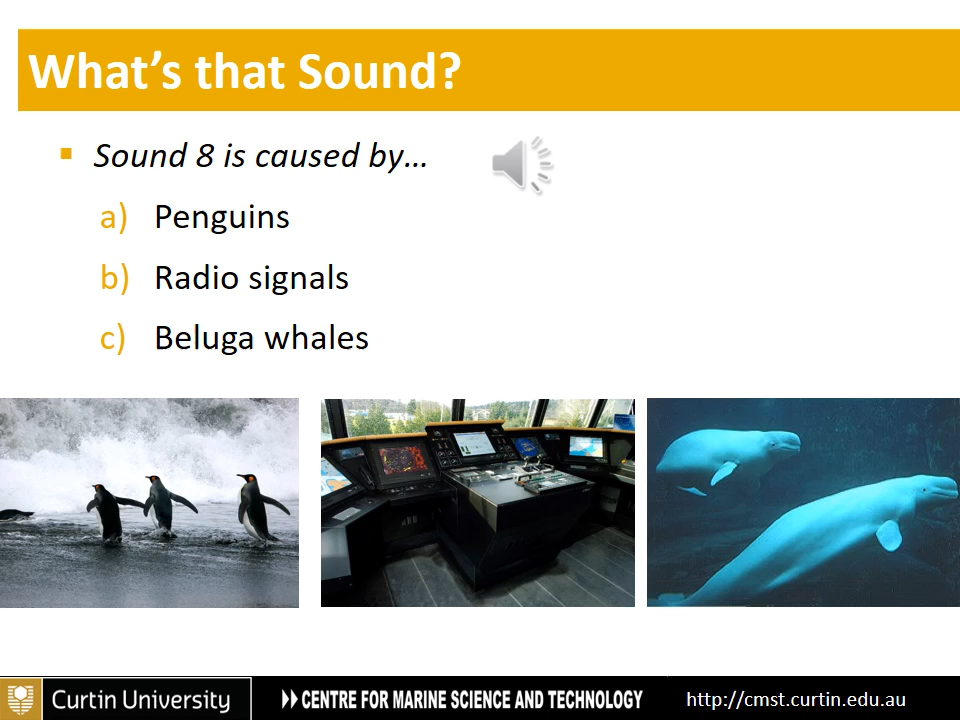 What's that Sound?
▪ Sound 8 is caused by…
a) Penguins
b) Radio signals
c) Beluga whales
Curtin University
CENTRE FOR MARINE SCIENCE AND TECHNOLOGY
http://cmst.curtin.edu.au